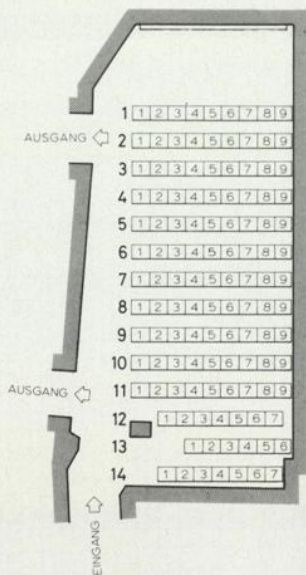 1 1 2 3 4 5 6 7 8 9
AUSGANG
2 1 2 3 4 5 6 7 8 9
3 1 2 3 4 5 6 7 8 9
4 1 2 3 4 5 6 7 8 9
5 1 2 3 4 5 6 7 8 9
6 1 2 3 4 5 6 7 8 9
7 1 2 3 4 5 6 7 8 9
8 1 2 3 4 5 6 7 8 9
9 1 2 3 4 5 6 7 8 9
10 1 2 3 4 5 6 7 8 9
AUSGANG
11 1 2 3 4 5 6 7 8 9
12 1 2 3 4 5 6 7
13 1 2 3 4 5 6
14 1 2 3 4 5 6 7
EINGANG